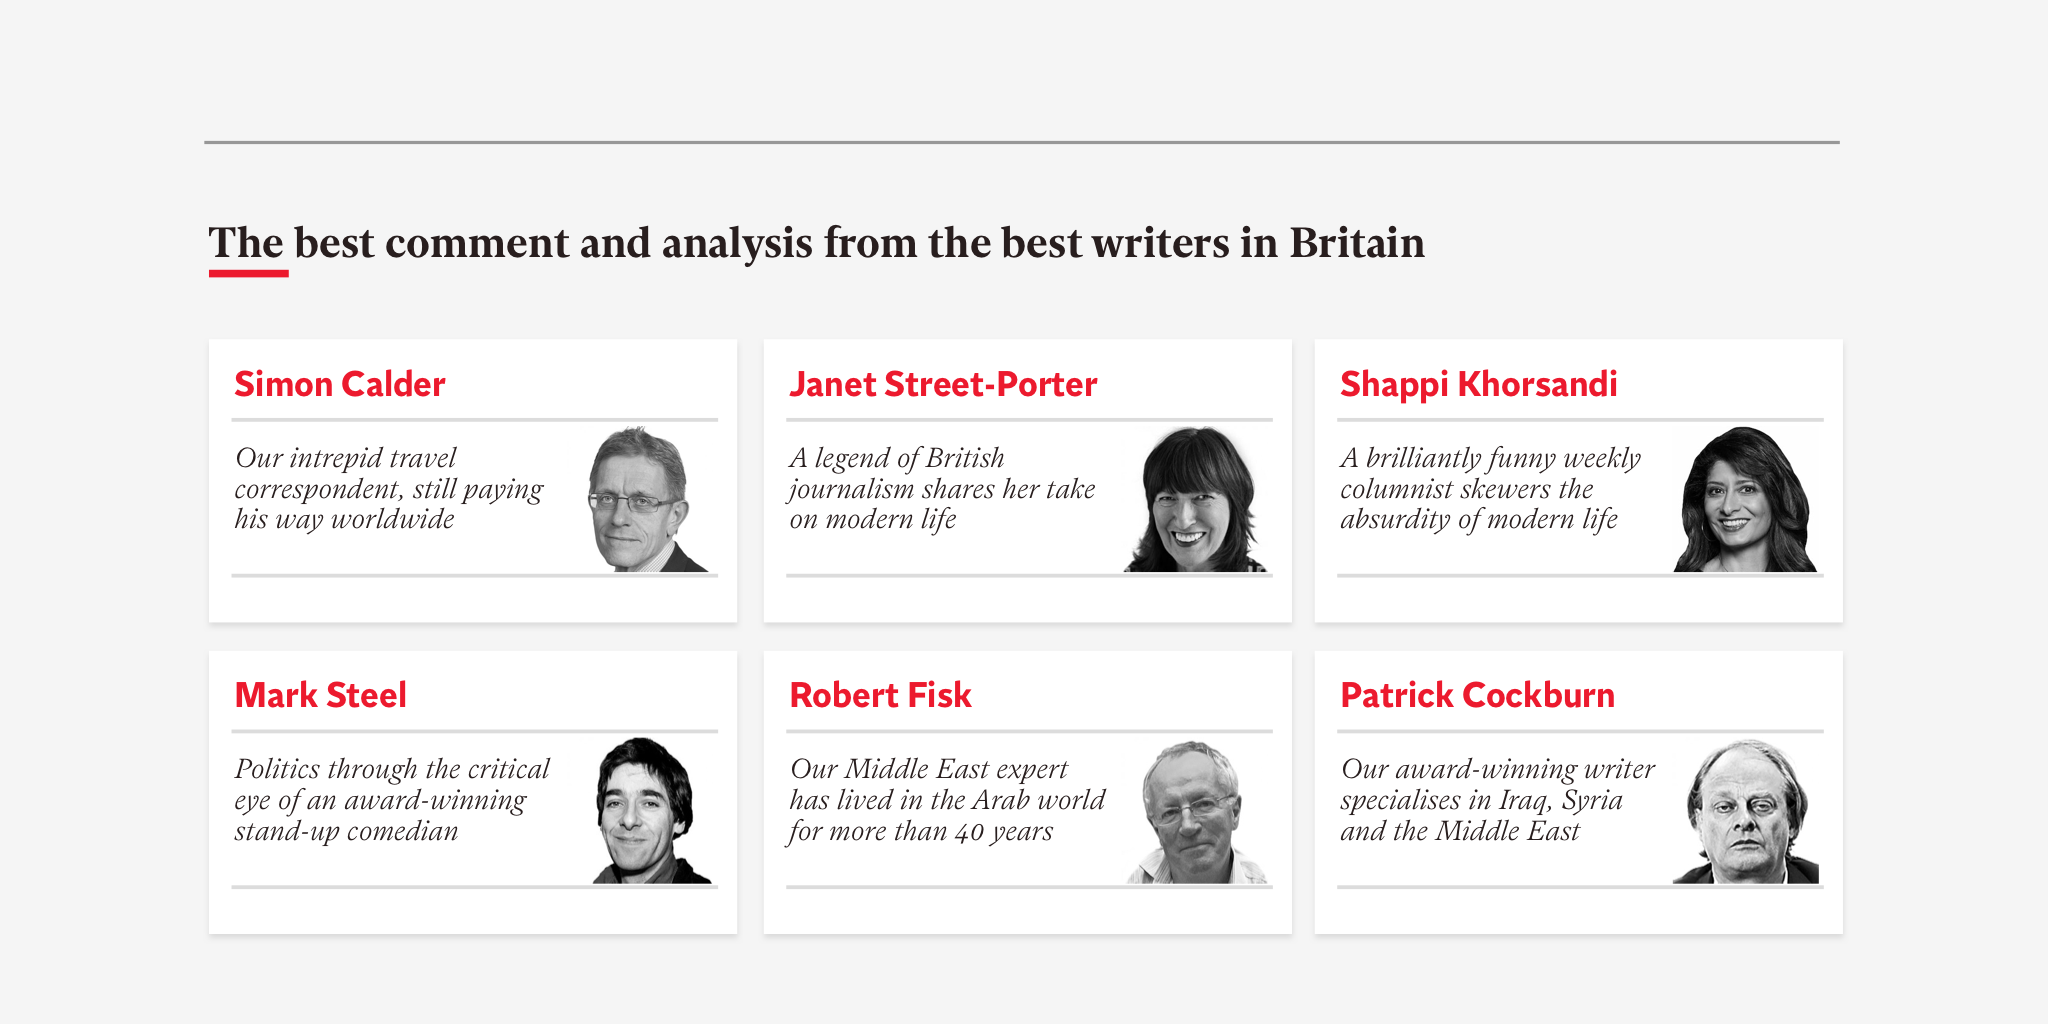 The best comment and analysis from the best writers in Britain
Simon Calder
Our intrepid travel
correspondent, still paying
his way worldwide
Janet Street-Porter
A legend of British
journalism shares her take
on modern life
Shappi Khorsandi
A brilliantly funny weekly
columnist skewers the
absurdity of modern life
Mark Steel
Politics through the critical
eye of an award-winning
stand-up comedian
Robert Fisk
Our Middle East expert
has lived in the Arab world
for more than 40 years
Patrick Cockburn
Our award-winning writer
specialises in Iraq, Syria
and the Middle East